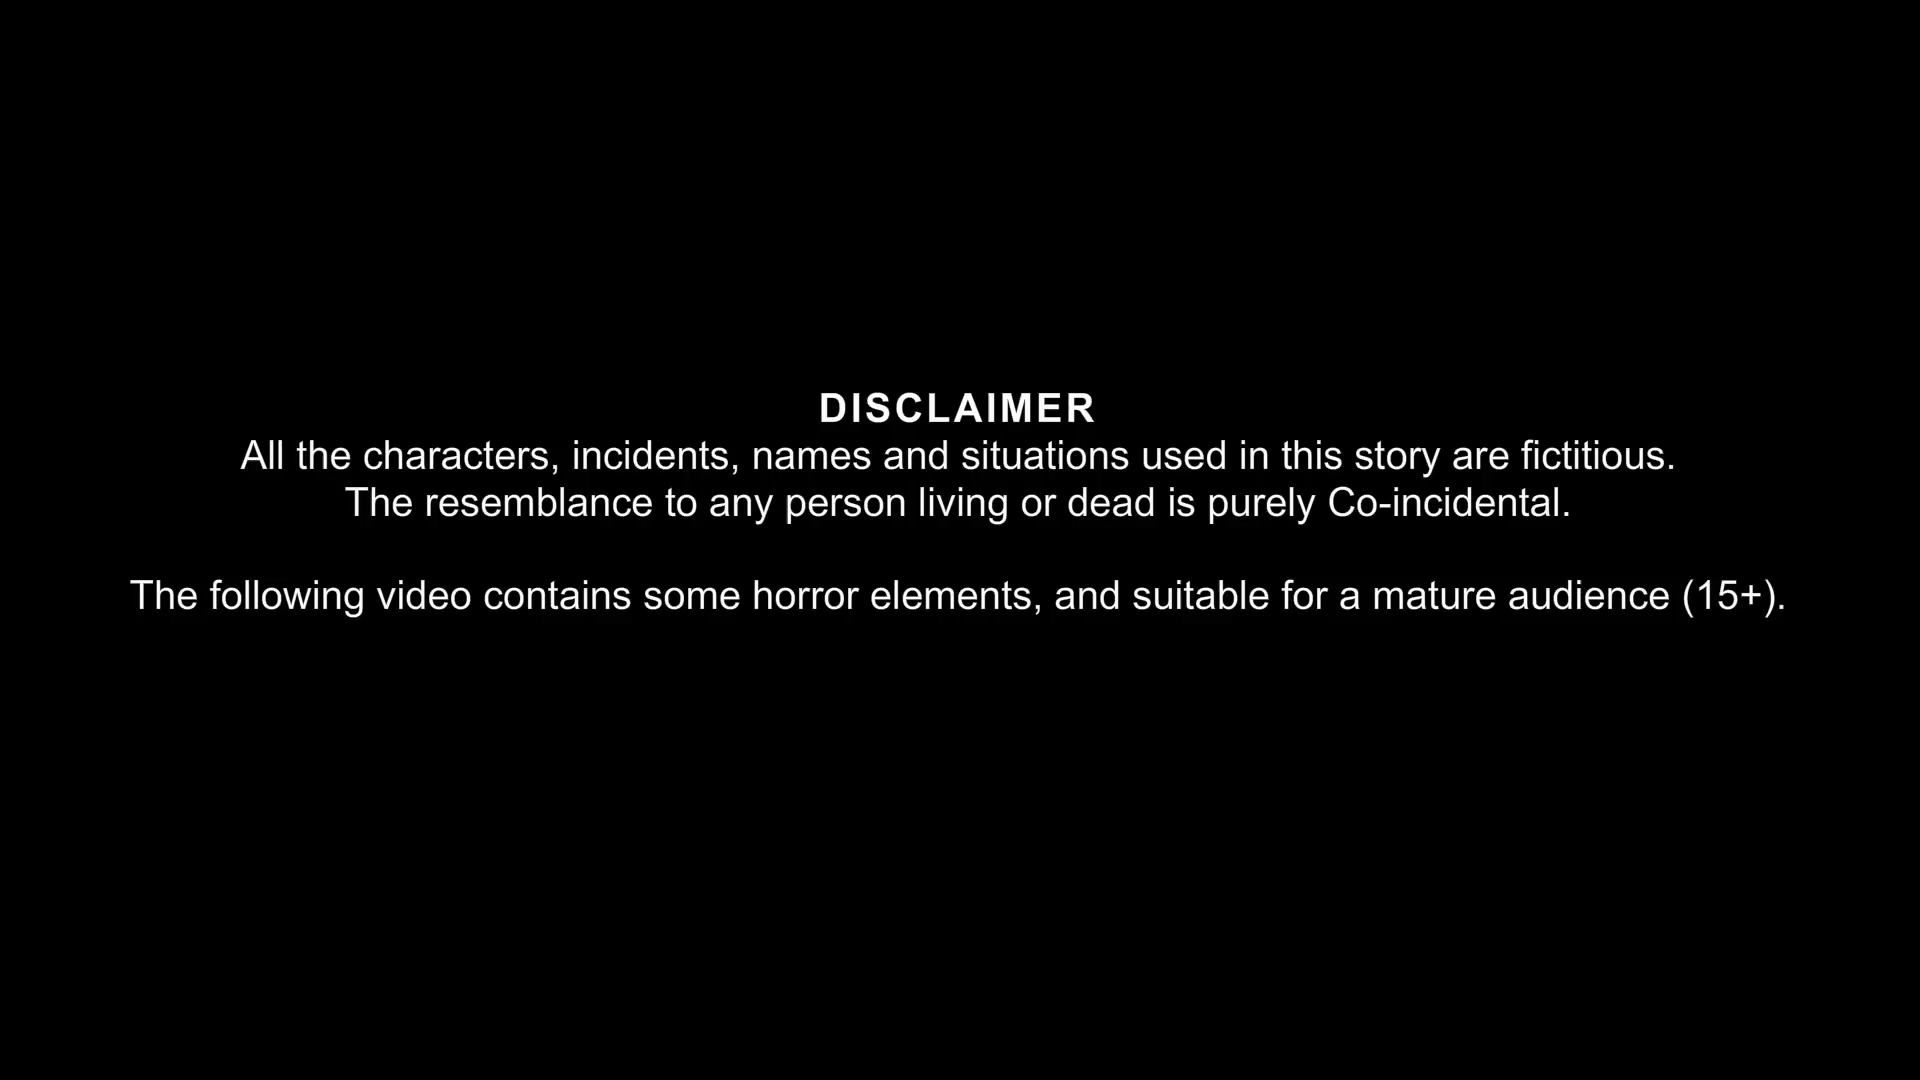 DISCLAIMER
All the characters, incidents, names and situations used in this story are fictitious.
The resemblance to any person living or dead is purely Co-incidental.
The following video contains some horror elements, and suitable for a mature audience (15+).